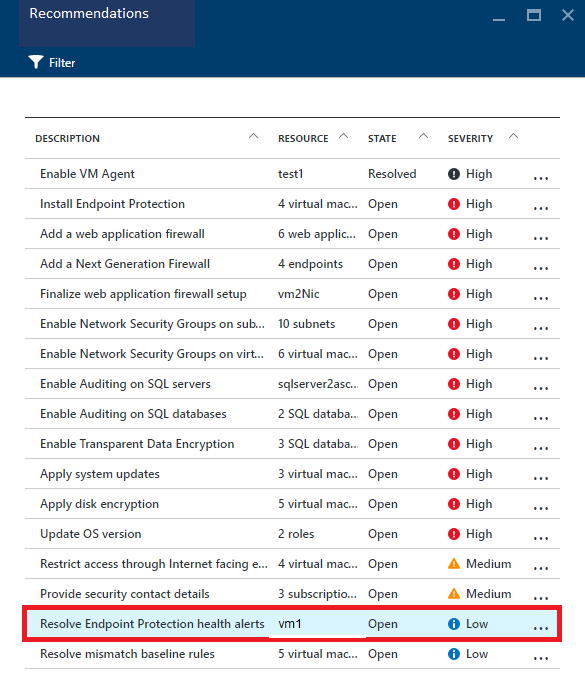 Recommendations
Filter
DESCRIPTION RESOURCE STATE SEVERITY
Enable VM Agent test1 Resolved High ...
Install Endpoint Protection 4 virtual mac... Open High ...
Add a web application firewall 6 web applic... Open High ...
Add a Next Generation Firewall 4 endpoints Open High ...
Finalize web application firewall setup vm2Nic Open High ...
Enable Network Security Groups on sub... 10 subnets Open High ...
Enable Network Security Groups on virt... 6 virtual mac... Open High ...
Enable Auditing on SQL servers sqlserver2asc... Open High ...
Enable Auditing on SQL databases 2 SQL databa... Open High ...
Enable Transparent Data Encryption 3 SQL databa... Open High ...
Apply system updates 3 virtual mac... Open High ...
Apply disk encryption 5 virtual mac... Open High ...
Update OS version 2 roles Open High ...
Restrict access through Internet facing e... 4 virtual mac... Open Medium ...
Provide security contact details 3 subscriptio... Open Medium ...
Resolve Endpoint Protection health alerts vm1 Open Low ...
Resolve mismatch baseline rules 5 virtual mac... Open Low ...